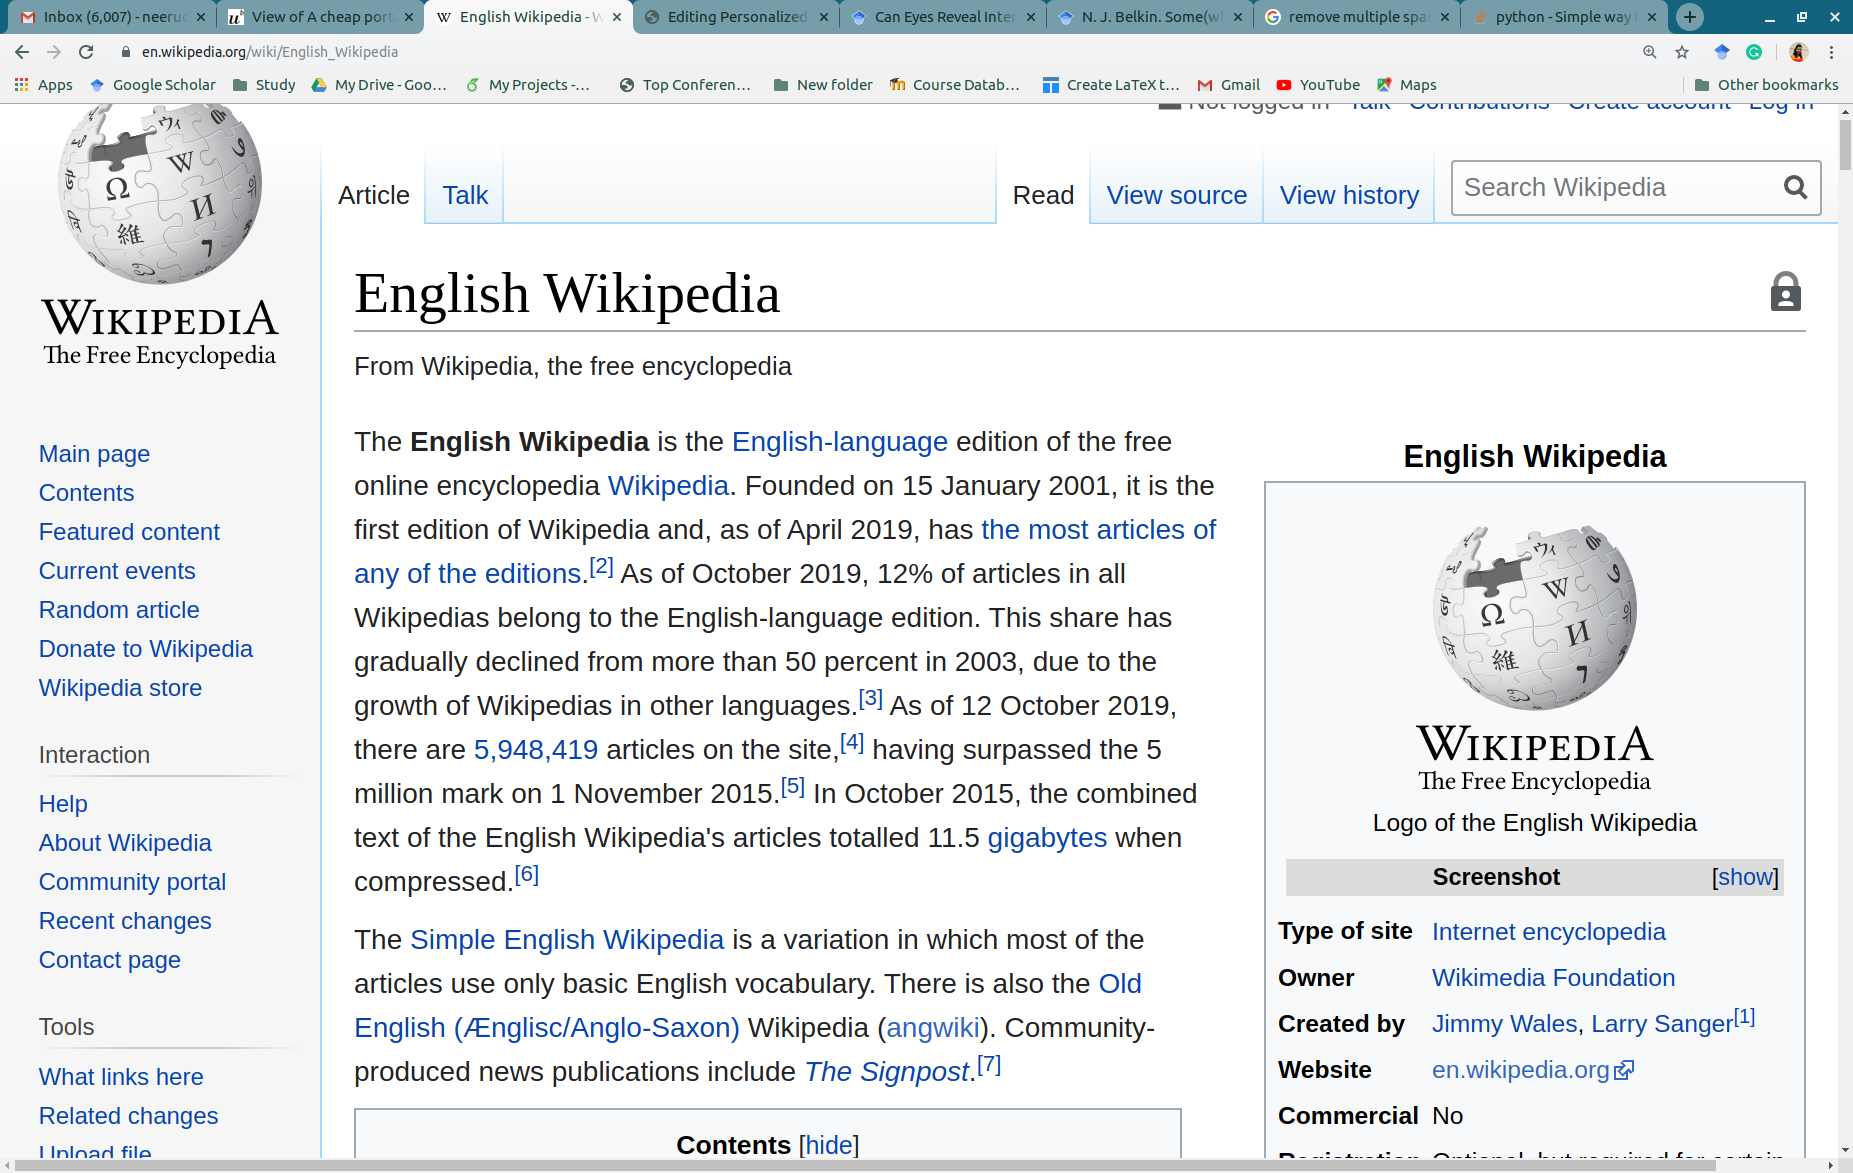 Inbox (6,007) - neeru
View of A cheap por
English Wikipedia - W
Editing Personalized
Can Eyes Reveal Inter
N. J. Belkin. Some(w
remove multiple spa
python - Simple way
en.wikipedia.org/wiki/English_Wikipedia
Apps
Google Scholar
Study
My Drive - Goo...
My Projects -...
Top Conferen...
New folder
Course Datab...
Create LaTeX t...
Gmail
YouTube
Maps
Other bookmarks
Not logged in Talk Contributions Create account Log in
Article Talk
Read View source View history
Search Wikipedia
WIKIPEDIA
The Free Encyclopedia
Main page
Contents
Featured content
Current events
Random article
Donate to Wikipedia
Wikipedia store
Interaction
Help
About Wikipedia
Community portal
Recent changes
Contact page
Tools
What links here
Related changes
Upload file
English Wikipedia
From Wikipedia, the free encyclopedia
The English Wikipedia is the English-language edition of the free
online encyclopedia Wikipedia. Founded on 15 January 2001, it is the
first edition of Wikipedia and, as of April 2019, has the most articles of
any of the editions.[2] As of October 2019, 12% of articles in all
Wikipedias belong to the English-language edition. This share has
gradually declined from more than 50 percent in 2003, due to the
growth of Wikipedias in other languages.[3] As of 12 October 2019,
there are 5,948,419 articles on the site,[4] having surpassed the 5
million mark on 1 November 2015.[5] In October 2015, the combined
text of the English Wikipedia's articles totalled 11.5 gigabytes when
compressed.[6]
The Simple English Wikipedia is a variation in which most of the
articles use only basic English vocabulary. There is also the Old
English (Ænglisc/Anglo-Saxon) Wikipedia (angwiki). Community-
produced news publications include The Signpost.[7]
Contents [hide]
English Wikipedia
WIKIPEDIA
The Free Encyclopedia
Logo of the English Wikipedia
Screenshot [show]
Type of site Internet encyclopedia
Owner Wikimedia Foundation
Created by Jimmy Wales, Larry Sanger[1]
Website en.wikipedia.org
Commercial No
Registration Optional, but required for certain